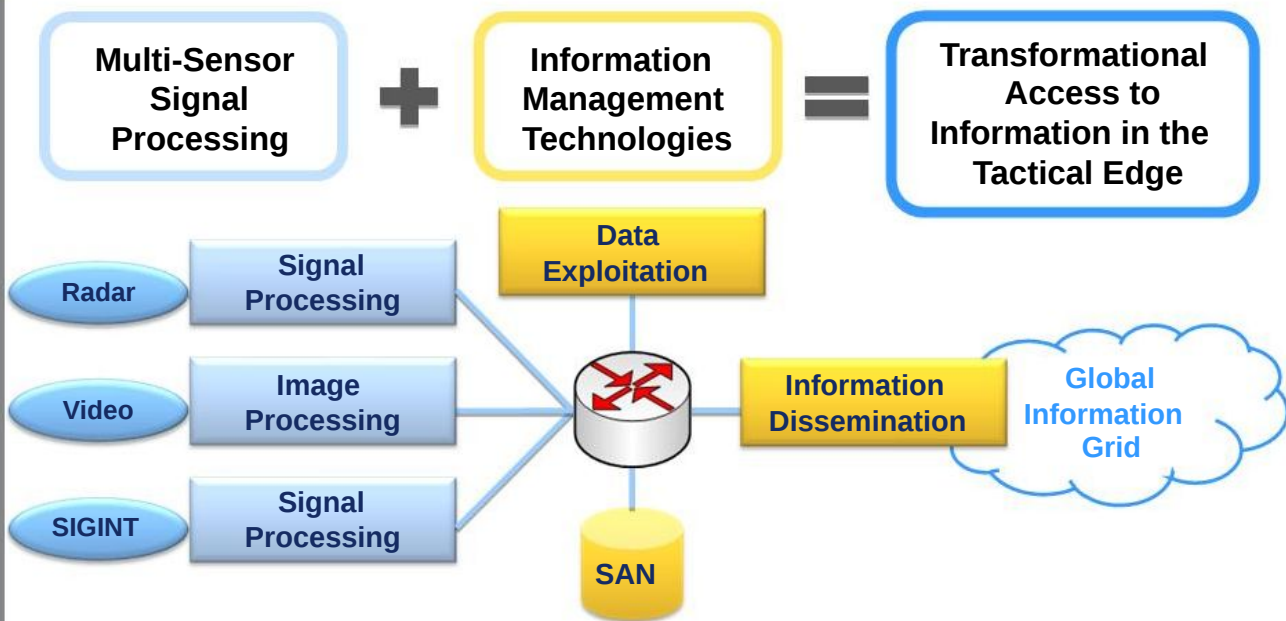 Multi-Sensor
Signal
Processing
Information
Management
Technologies
Transformational
Access to
Information in the
Tactical Edge
Data
Exploitation
Radar
Signal
Processing
Video
Image
Processing
Information
Dissemination
Global
Information
Grid
SIGINT
Signal
Processing
SAN